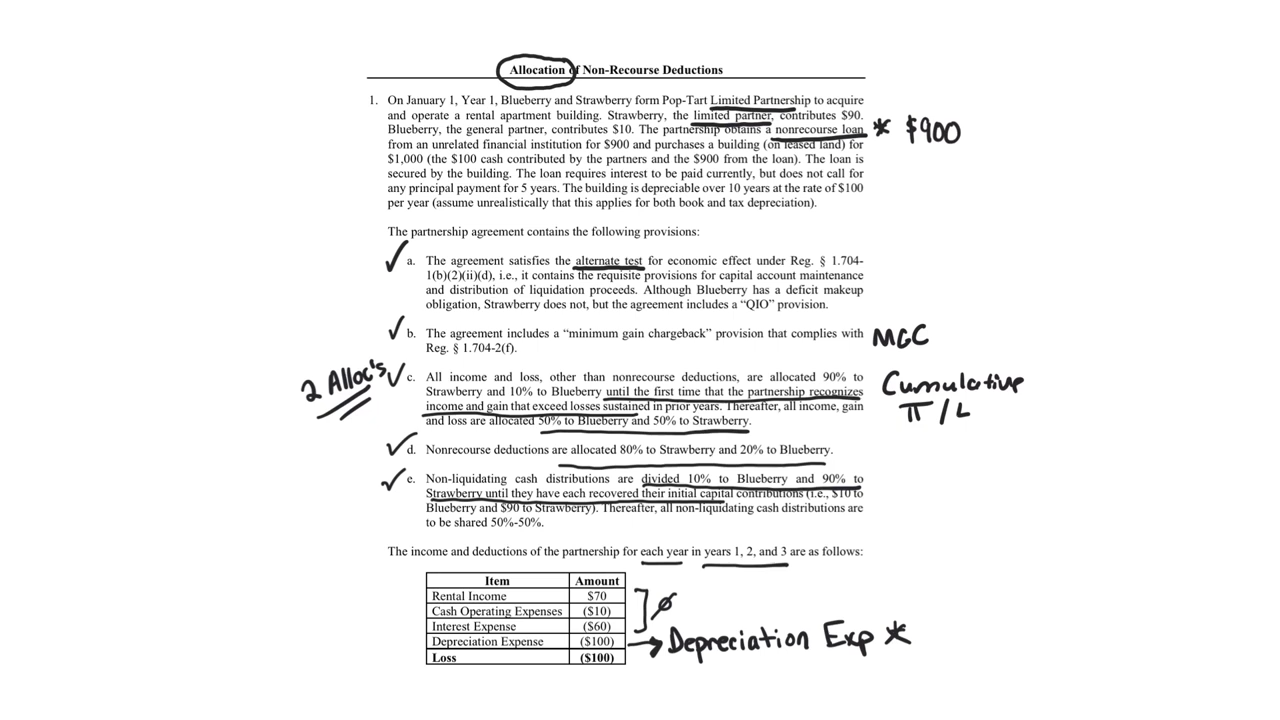 Allocation of Non-Recourse Deductions
1. On January 1, Year 1, Blueberry and Strawberry form Pop-Tart Limited Partnership to acquire
and operate a rental apartment building. Strawberry, the limited partner, contributes $90.
Blueberry, the general partner, contributes $10. The partnership obtains a nonrecourse loan
* $900
from an unrelated financial institution for $900 and purchases a building (on leased land) for
$1,000 (the $100 cash contributed by the partners and the $900 from the loan). The loan is
secured by the building. The loan requires interest to be paid currently, but does not call for
any principal payment for 5 years. The building is depreciable over 10 years at the rate of $100
per year (assume unrealistically that this applies for both book and tax depreciation).
The partnership agreement contains the following provisions:
a. The agreement satisfies the alternate test for economic effect under Reg. § 1.704-
1(b)(2)(ii)(d), i.e., it contains the requisite provisions for capital account maintenance
and distribution of liquidation proceeds. Although Blueberry has a deficit makeup
obligation, Strawberry does not, but the agreement includes a “QIO” provision.
b. The agreement includes a “minimum gain chargeback” provision that complies with
Reg. § 1.704-2(f).
MGC
2 Alloc's
c. All income and loss, other than nonrecourse deductions, are allocated 90% to
Strawberry and 10% to Blueberry until the first time that the partnership recognizes
income and gain that exceed losses sustained in prior years. Thereafter, all income, gain
and loss are allocated 50% to Blueberry and 50% to Strawberry.
Cumulative
π / L
d. Nonrecourse deductions are allocated 80% to Strawberry and 20% to Blueberry.
e. Non-liquidating cash distributions are divided 10% to Blueberry and 90% to
Strawberry until they have each recovered their initial capital contributions (i.e., $10 to
Blueberry and $90 to Strawberry). Thereafter, all non-liquidating cash distributions are
to be shared 50%-50%.
The income and deductions of the partnership for each year in years 1, 2, and 3 are as follows:
Item Amount
Rental Income $70
Cash Operating Expenses ($10)
Interest Expense ($60)
Depreciation Expense ($100)
Loss ($100)
] ∅
→ Depreciation Exp *